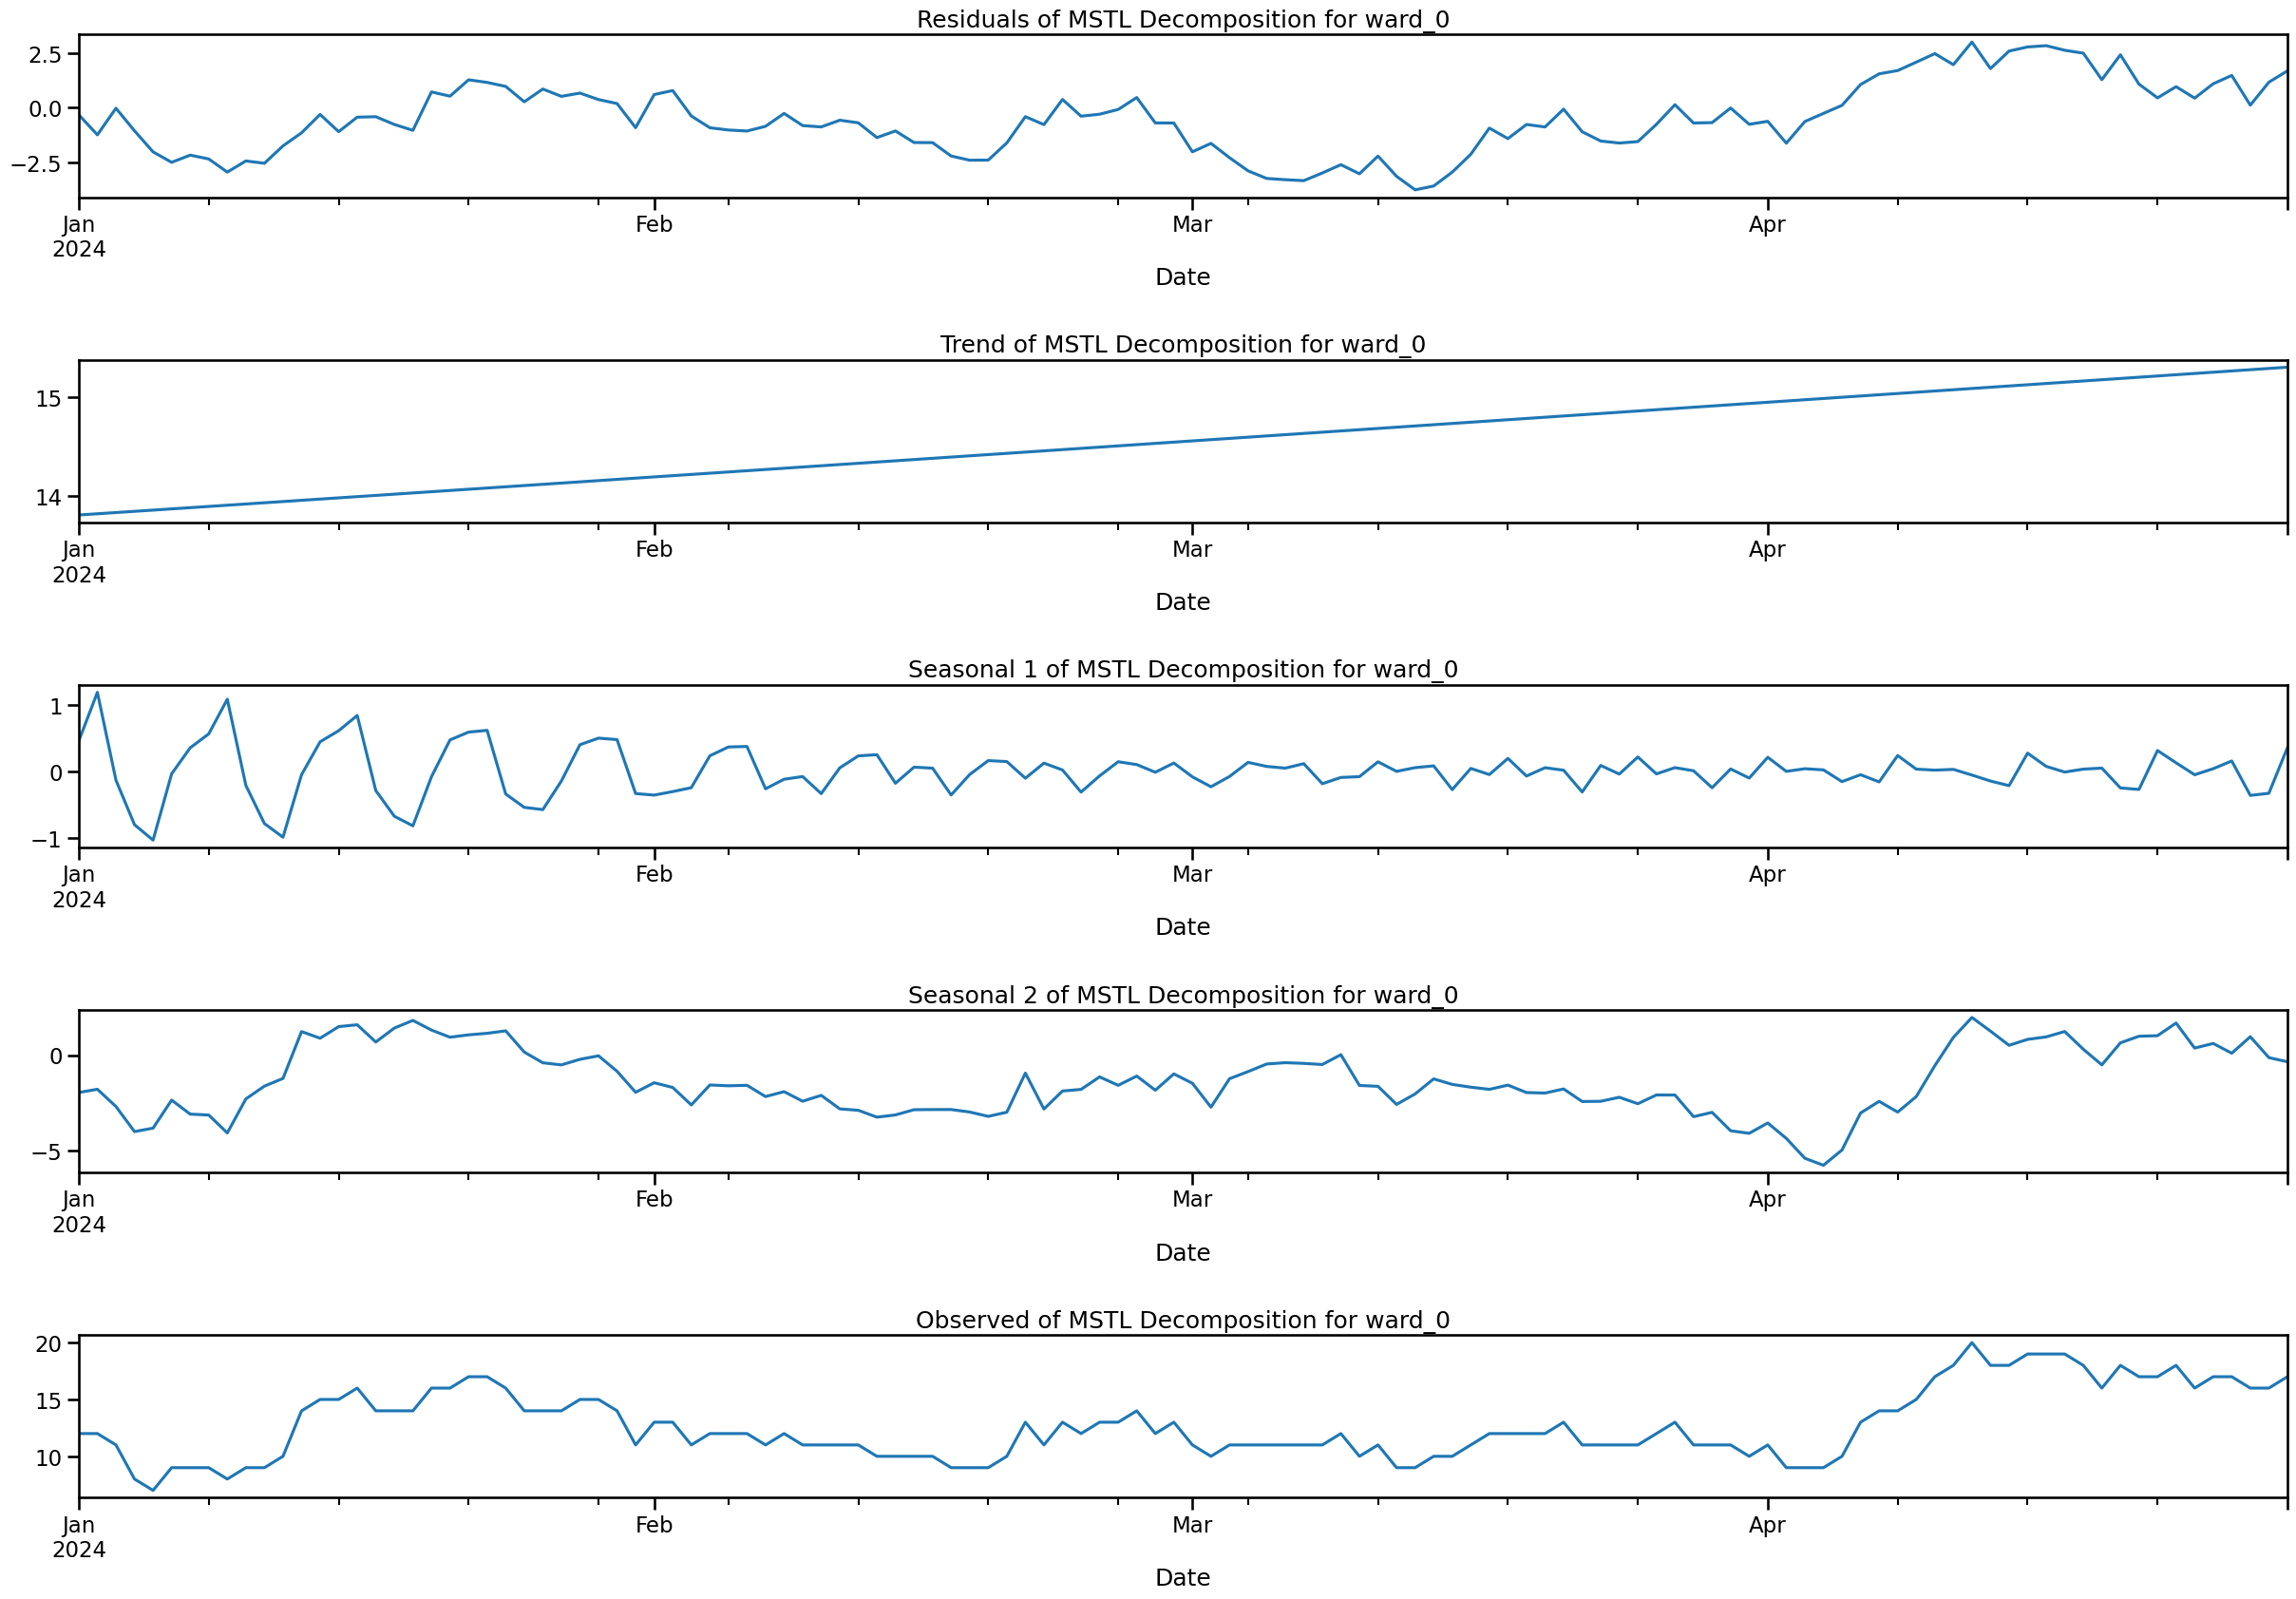 Residuals of MSTL Decomposition for ward_0
2.5
0.0
−2.5
Jan Feb Mar Apr
2024
Date
Trend of MSTL Decomposition for ward_0
15
14
Jan Feb Mar Apr
2024
Date
Seasonal 1 of MSTL Decomposition for ward_0
1
0
−1
Jan Feb Mar Apr
2024
Date
Seasonal 2 of MSTL Decomposition for ward_0
0
−5
Jan Feb Mar Apr
2024
Date
Observed of MSTL Decomposition for ward_0
20
15
10
Jan Feb Mar Apr
2024
Date